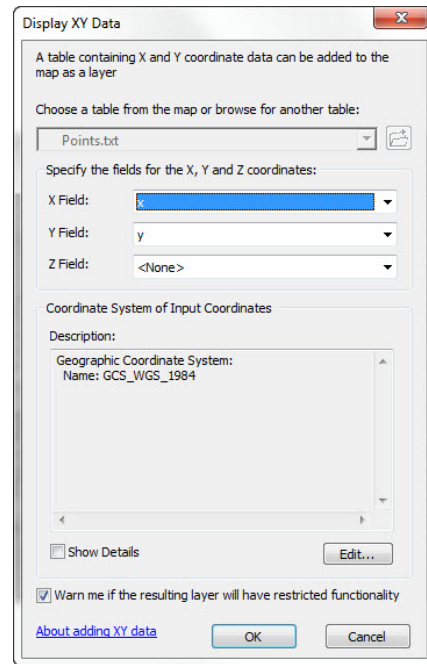 Display XY Data
A table containing X and Y coordinate data can be added to the
map as a layer
Choose a table from the map or browse for another table:
Points.txt
Specify the fields for the X, Y and Z coordinates:
X Field: x
Y Field: y
Z Field: <None>
Coordinate System of Input Coordinates
Description:
Geographic Coordinate System:
Name: GCS_WGS_1984
Show Details Edit...
Warn me if the resulting layer will have restricted functionality
About adding XY data OK Cancel